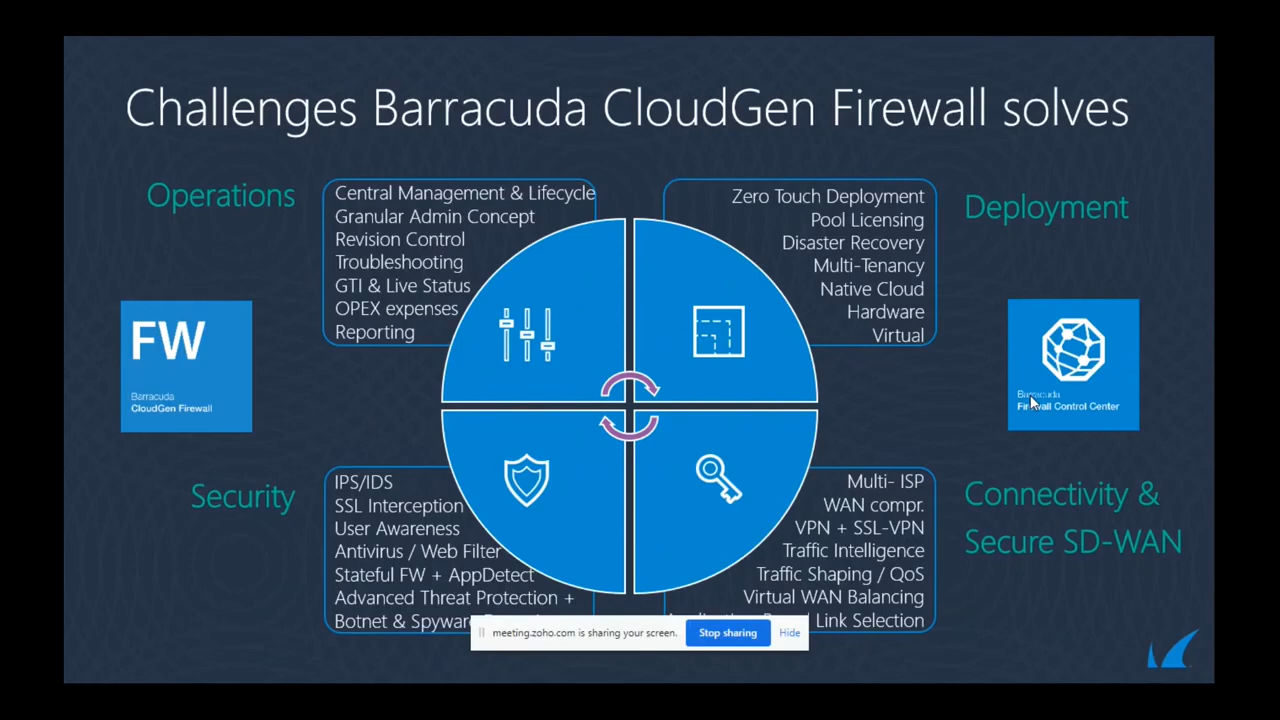 Challenges Barracuda CloudGen Firewall solves
Operations
Central Management & Lifecycle
Granular Admin Concept
Revision Control
Troubleshooting
GTI & Live Status
OPEX expenses
Reporting
Zero Touch Deployment
Pool Licensing
Disaster Recovery
Multi-Tenancy
Native Cloud
Hardware
Virtual
Deployment
FW
Barracuda
CloudGen Firewall
Barracuda
Firewall Control Center
Security
IPS/IDS
SSL Interception
User Awareness
Antivirus / Web Filter
Stateful FW + AppDetect
Advanced Threat Protection +
Botnet & Spyware
Multi- ISP
WAN compr.
VPN + SSL-VPN
Traffic Intelligence
Traffic Shaping / QoS
Virtual WAN Balancing
Link Selection
Connectivity &
Secure SD-WAN
meeting.zoho.com is sharing your screen.
Stop sharing
Hide